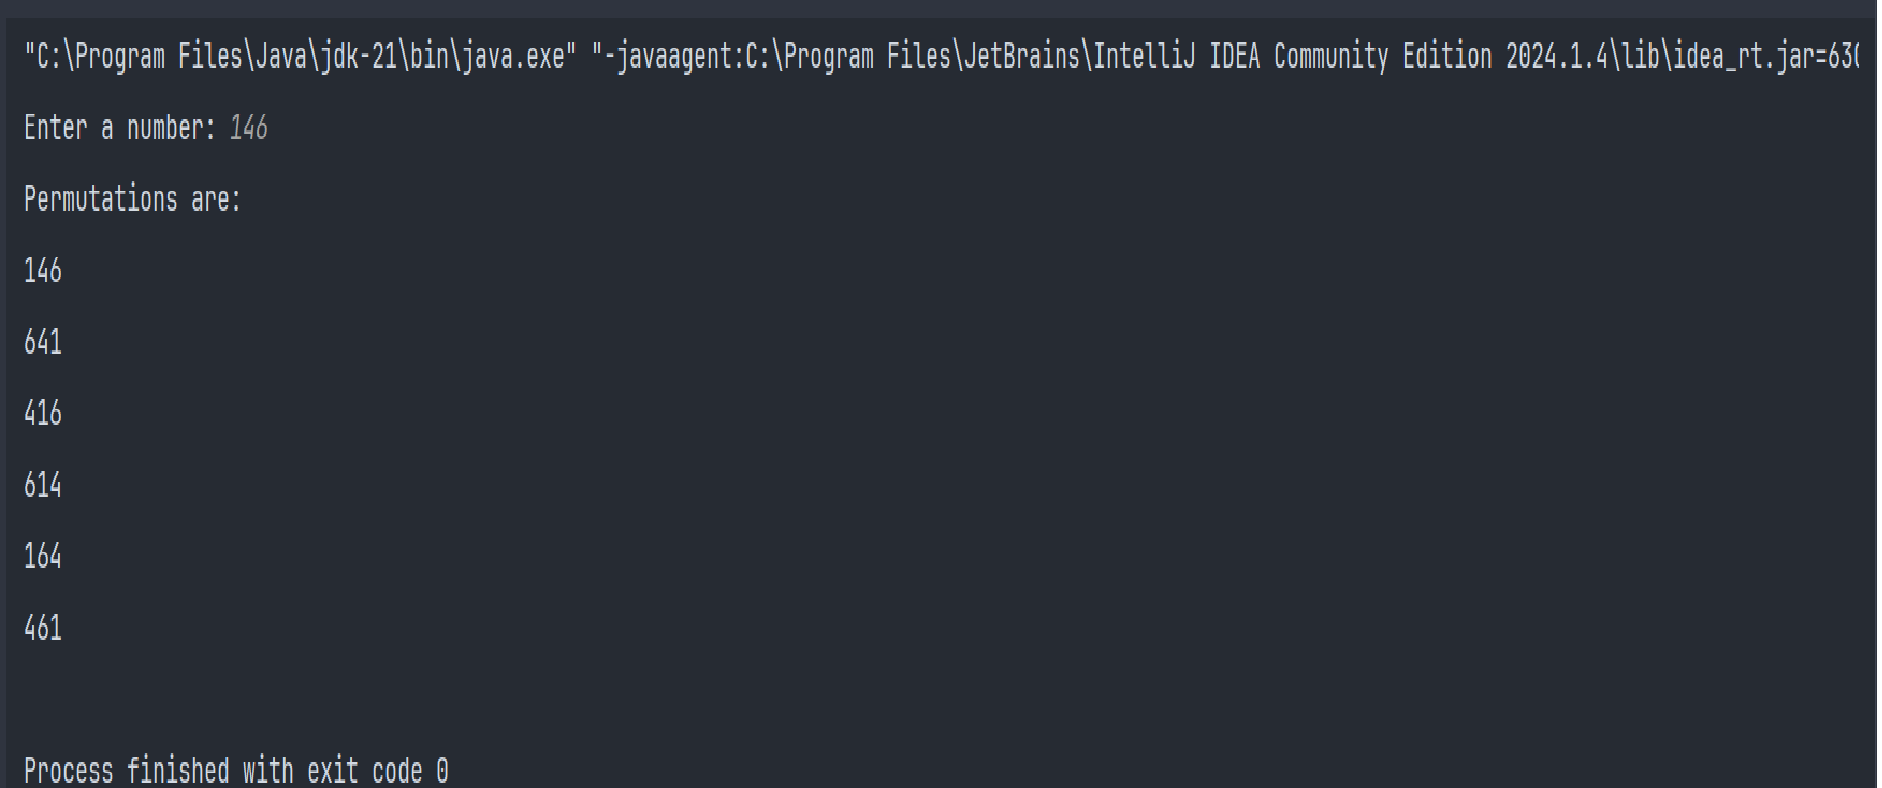 "C:\Program Files\Java\jdk-21\bin\java.exe" "-javaagent:C:\Program Files\JetBrains\IntelliJ IDEA Community Edition 2024.1.4\lib\idea_rt.jar=63
Enter a number: 146
Permutations are:
146
641
416
614
164
461
Process finished with exit code 0